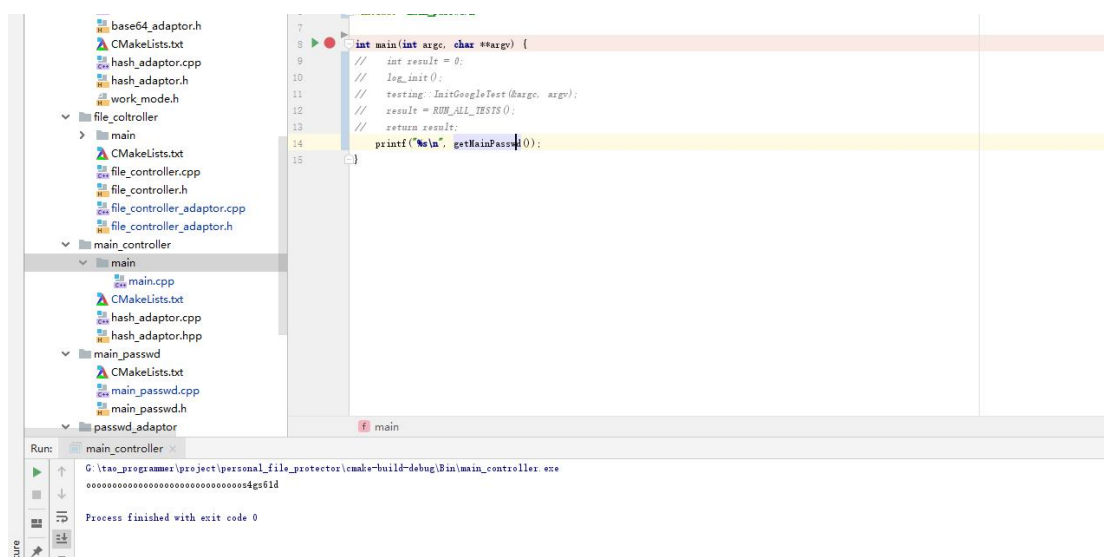 base64_adaptor.h
CMakeLists.txt
hash_adaptor.cpp
hash_adaptor.h
work_mode.h
file_coltroller
main
CMakeLists.txt
file_controller.cpp
file_controller.h
file_controller_adaptor.cpp
file_controller_adaptor.h
main_controller
main
main.cpp
CMakeLists.txt
hash_adaptor.cpp
hash_adaptor.hpp
main_passwd
CMakeLists.txt
main_passwd.cpp
main_passwd.h
passwd_adaptor
7
8 int main(int argc, char **argv) {
9 // int result = 0;
10 // log_init();
11 // testing::InitGoogleTest(&argc, argv);
12 // result = RUN_ALL_TESTS();
13 // return result;
14 printf("%s\n", getMainPasswd());
15 }
f main
Run: main_controller ×
G:\tao_programmer\project\personal_file_protector\cmake-build-debug\Bin\main_controller.exe
Process finished with exit code 0